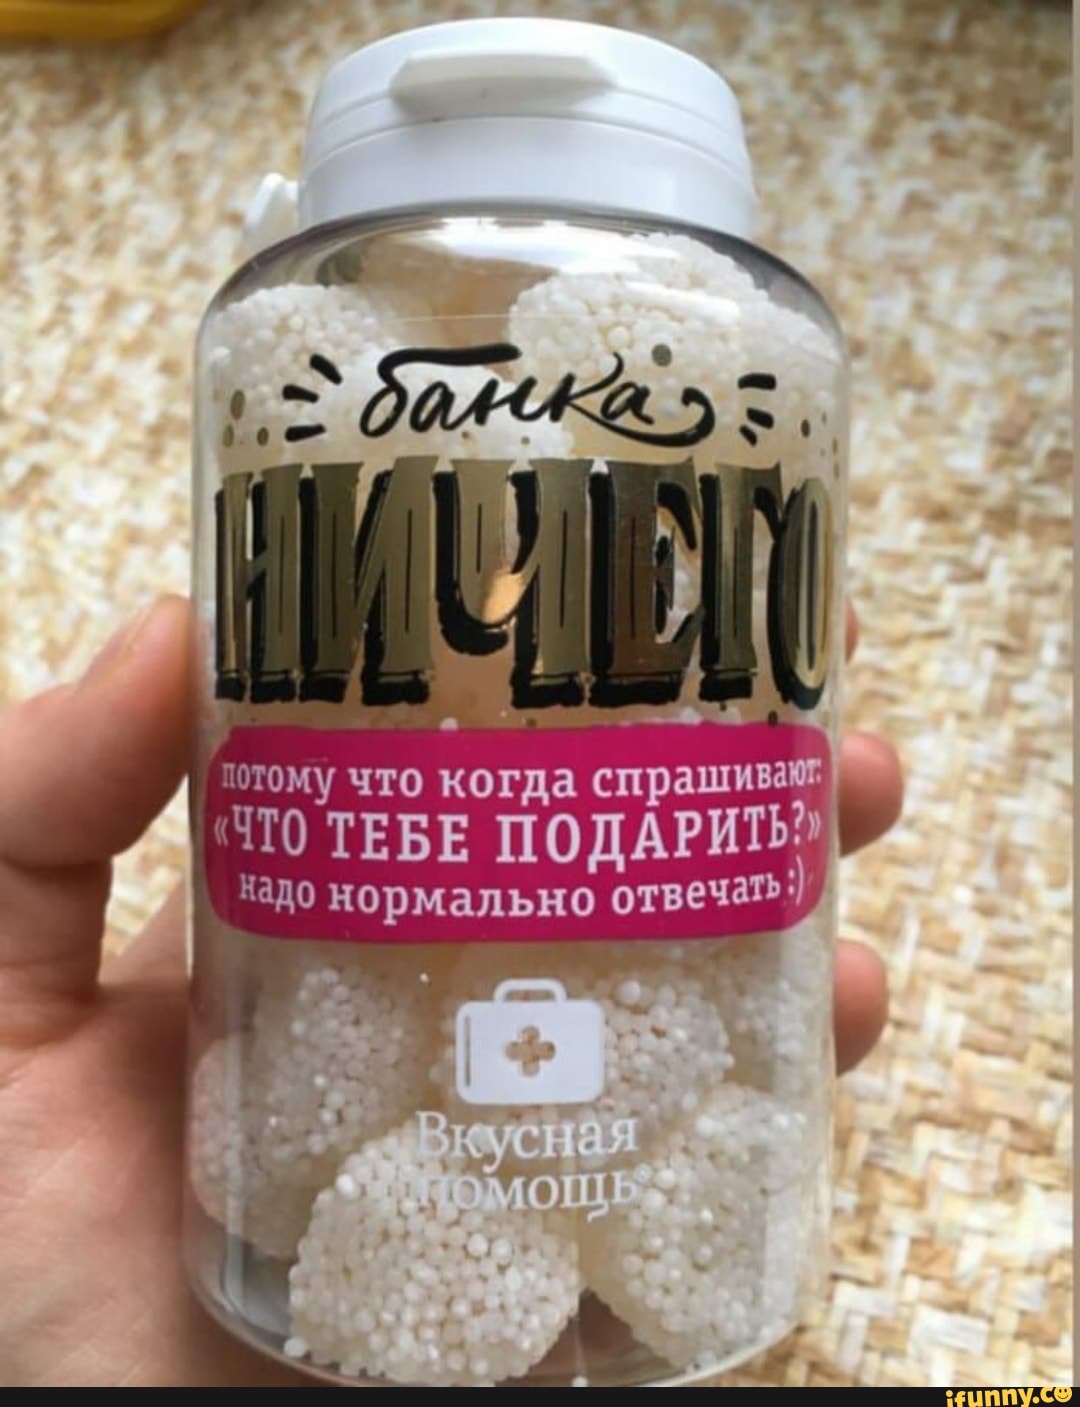 банка
НИЧЕГО
потому что когда спрашивают:
«ЧТО ТЕБЕ ПОДАРИТЬ?»
надо нормально отвечать :)
Вкусная
помощь
ifunny.co